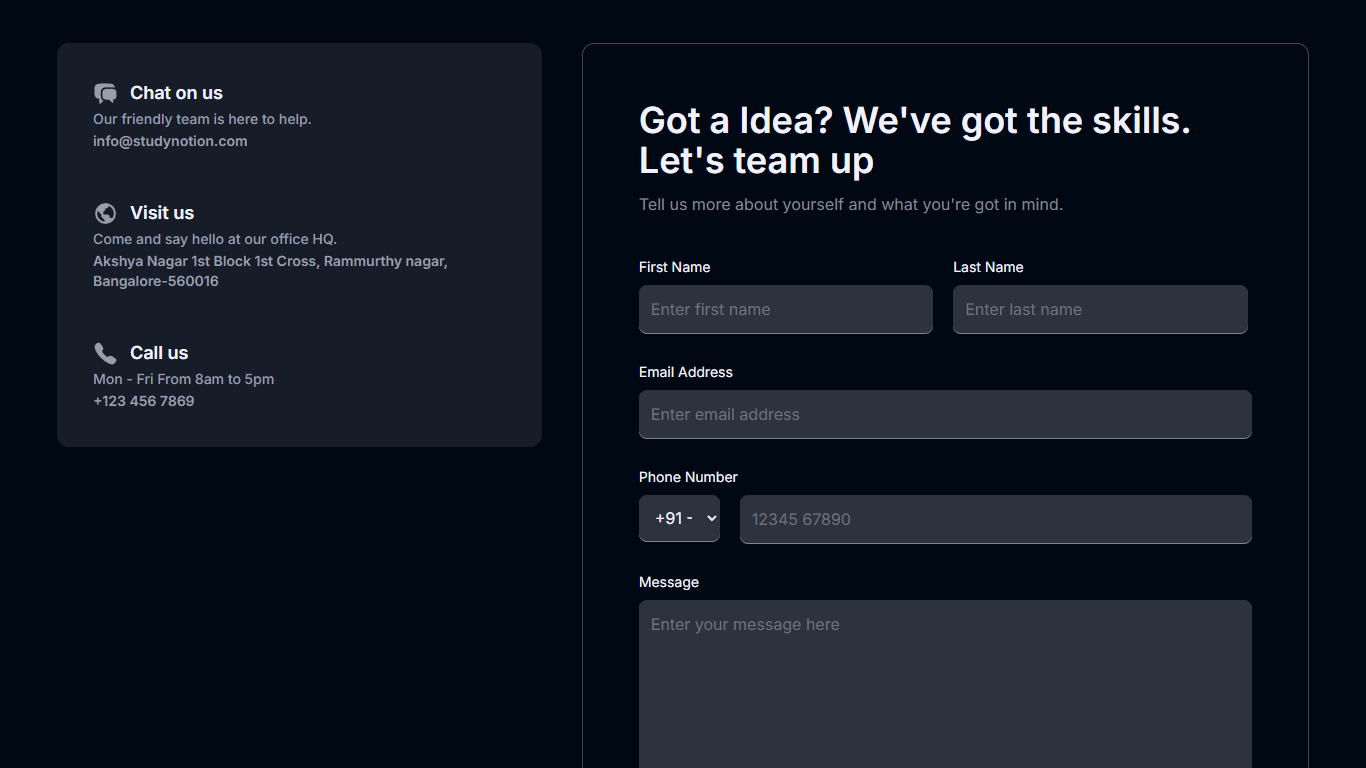 Chat on us
Our friendly team is here to help.
info@studynotion.com
Visit us
Come and say hello at our office HQ.
Akshya Nagar 1st Block 1st Cross, Rammurthy nagar,
Bangalore-560016
Call us
Mon - Fri From 8am to 5pm
+123 456 7869
Got a Idea? We've got the skills.
Let's team up
Tell us more about yourself and what you're got in mind.
First Name
Last Name
Enter first name
Enter last name
Email Address
Enter email address
Phone Number
+91 -
12345 67890
Message
Enter your message here